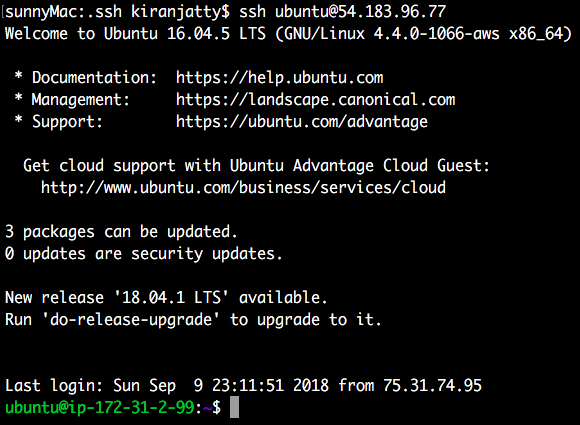 sunnyMac:.ssh kiranjatty$ ssh ubuntu@54.183.96.77
Welcome to Ubuntu 16.04.5 LTS (GNU/Linux 4.4.0-1066-aws x86_64)
* Documentation:  https://help.ubuntu.com
* Management:     https://landscape.canonical.com
* Support:        https://ubuntu.com/advantage
Get cloud support with Ubuntu Advantage Cloud Guest:
http://www.ubuntu.com/business/services/cloud
3 packages can be updated.
0 updates are security updates.
New release '18.04.1 LTS' available.
Run 'do-release-upgrade' to upgrade to it.
Last login: Sun Sep  9 23:11:51 2018 from 75.31.74.95
ubuntu@ip-172-31-2-99:~$